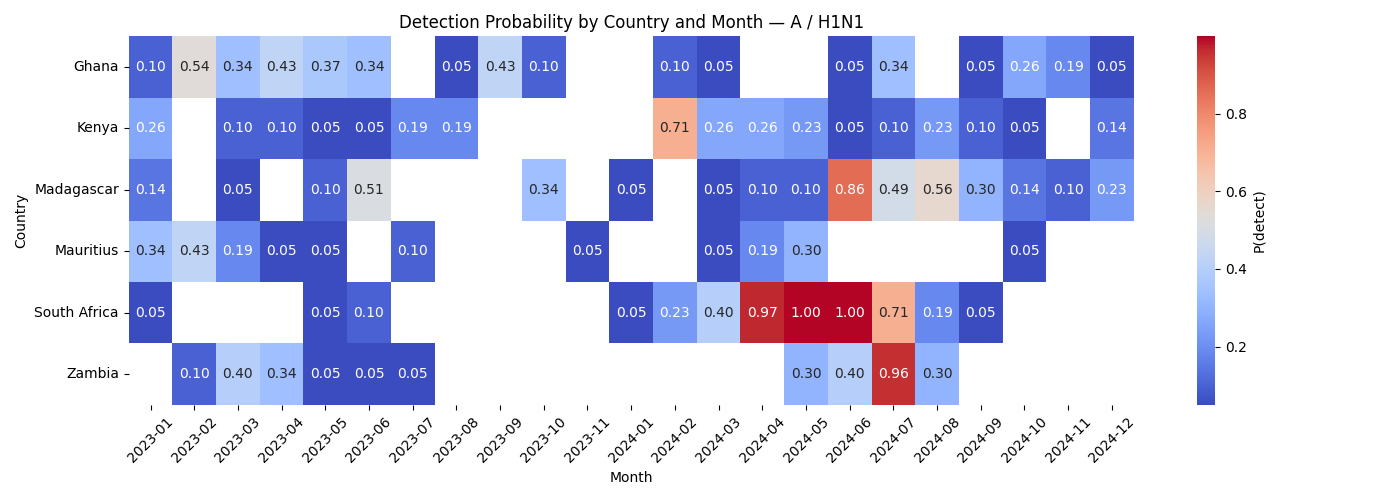 Detection Probability by Country and Month — A / H1N1
Ghana 0.10 0.54 0.34 0.43 0.37 0.34 0.05 0.43 0.10 0.10 0.05 0.05 0.34 0.05 0.26 0.19 0.05
Kenya 0.26 0.10 0.10 0.05 0.05 0.19 0.19 0.71 0.26 0.26 0.23 0.05 0.10 0.23 0.10 0.05 0.14
Madagascar 0.14 0.05 0.10 0.51 0.34 0.05 0.05 0.10 0.10 0.86 0.49 0.56 0.30 0.14 0.10 0.23
Mauritius 0.34 0.43 0.19 0.05 0.05 0.10 0.05 0.05 0.19 0.30 0.05
South Africa 0.05 0.05 0.10 0.05 0.23 0.40 0.97 1.00 1.00 0.71 0.19 0.05
Zambia 0.10 0.40 0.34 0.05 0.05 0.05 0.30 0.40 0.96 0.30
Country
2023-01 2023-02 2023-03 2023-04 2023-05 2023-06 2023-07 2023-08 2023-09 2023-10 2023-11 2024-01 2024-02 2024-03 2024-04 2024-05 2024-06 2024-07 2024-08 2024-09 2024-10 2024-11 2024-12
Month
0.8
0.6
0.4
0.2
P(detect)